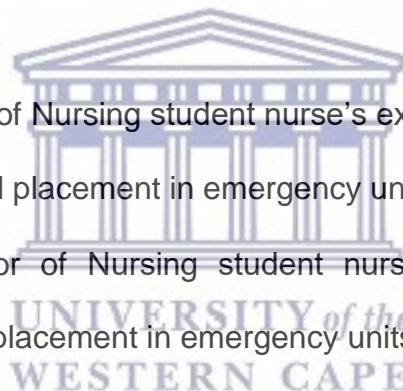 of Nursing student nurse's ex
placement in emergency un
or of Nursing student nurs
UNIVERSITY of the
placement in emergency units
WESTERN CAPE